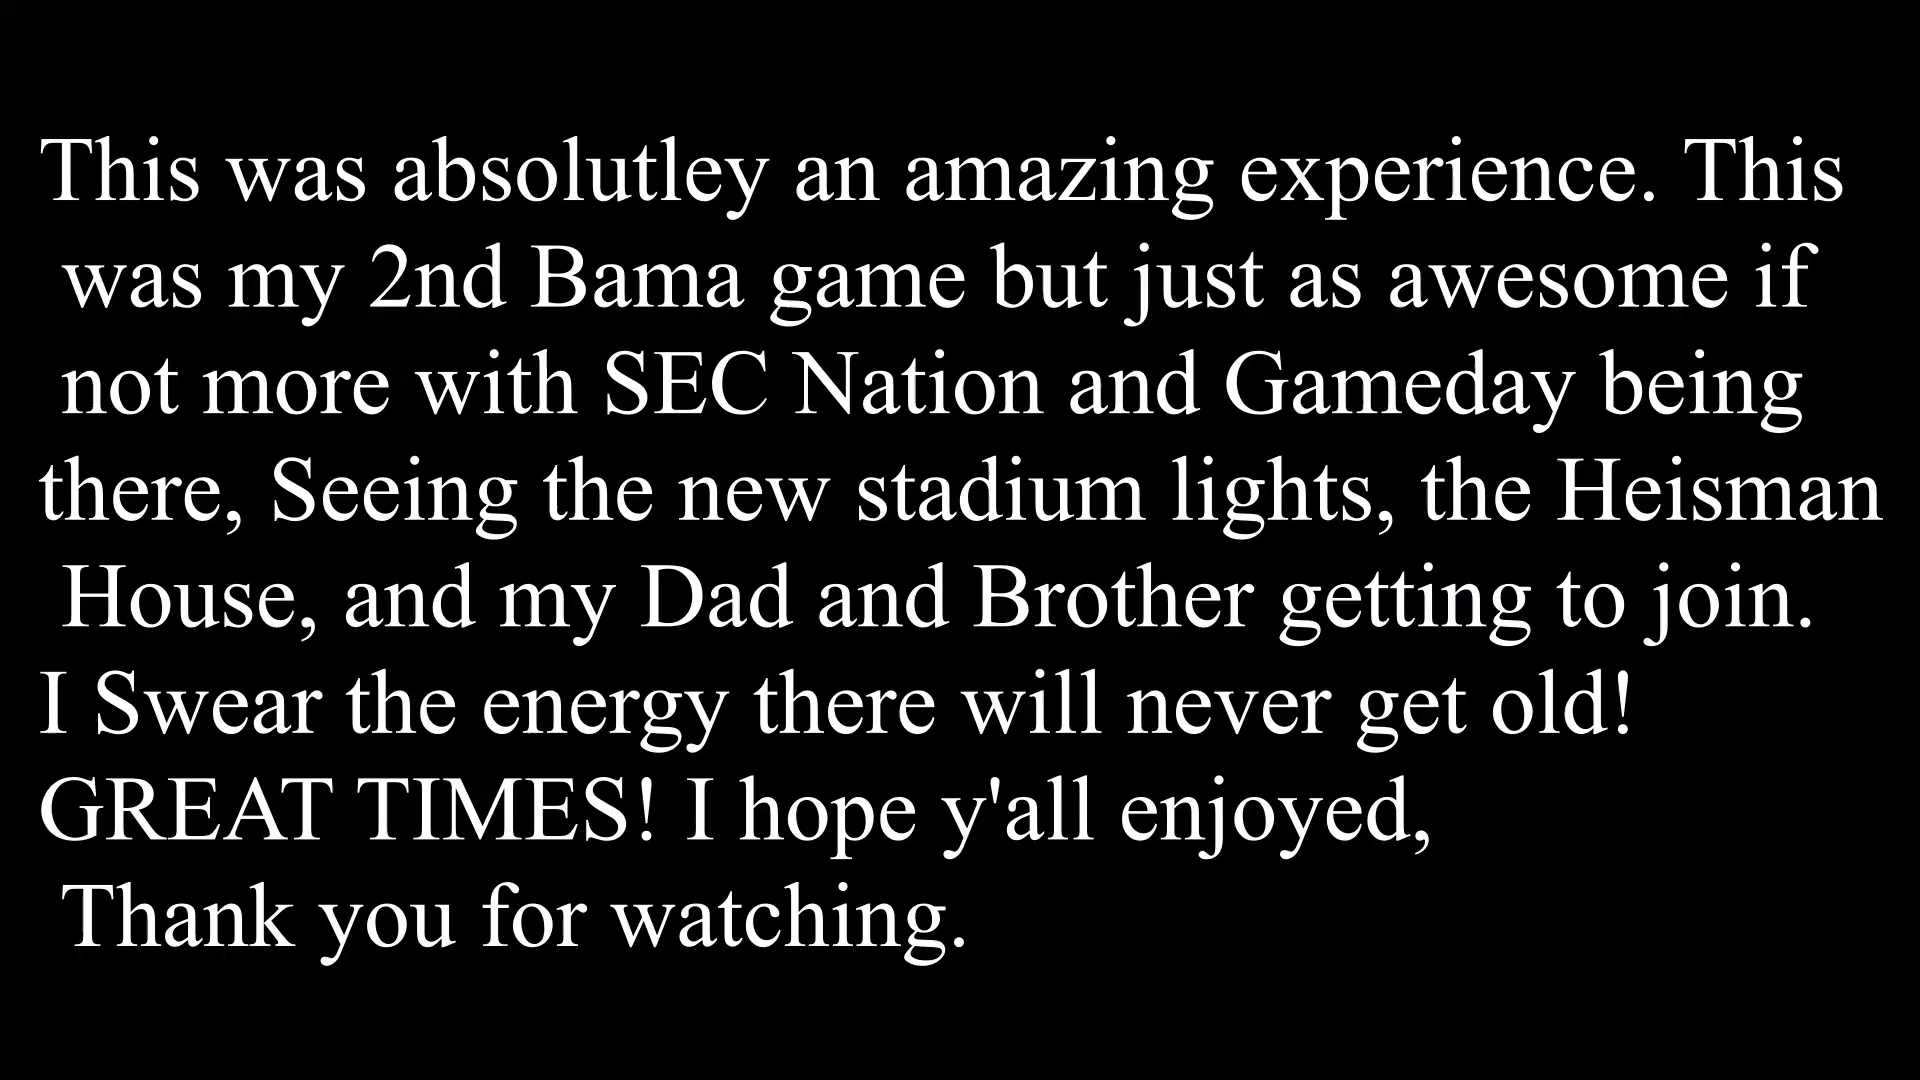 This was absolutley an amazing experience. This
was my 2nd Bama game but just as awesome if
not more with SEC Nation and Gameday being
there, Seeing the new stadium lights, the Heisman
House, and my Dad and Brother getting to join.
I Swear the energy there will never get old!
GREAT TIMES! I hope y'all enjoyed,
Thank you for watching.